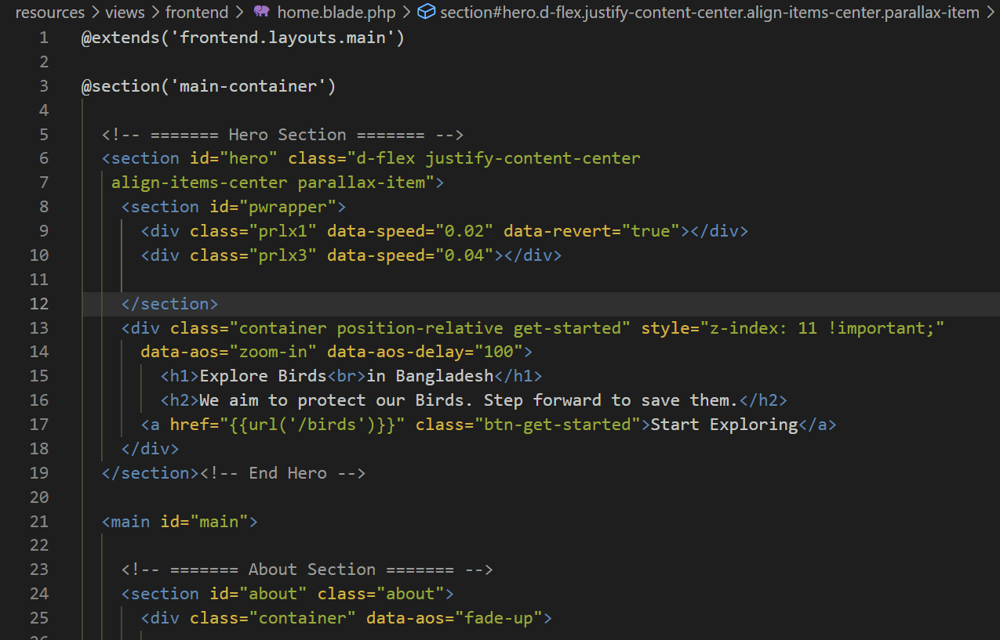 resources > views > frontend > home.blade.php > section#hero.d-flex.justify-content-center.align-items-center.parallax-item >
1 @extends('frontend.layouts.main')
2
3 @section('main-container')
4
5 <!-- ======= Hero Section ======= -->
6 <section id="hero" class="d-flex justify-content-center
7 align-items-center parallax-item">
8 <section id="pwrapper">
9 <div class="prlx1" data-speed="0.02" data-revert="true"></div>
10 <div class="prlx3" data-speed="0.04"></div>
11
12 </section>
13 <div class="container position-relative get-started" style="z-index: 11 !important;"
14 data-aos="zoom-in" data-aos-delay="100">
15 <h1>Explore Birds<br>in Bangladesh</h1>
16 <h2>We aim to protect our Birds. Step forward to save them.</h2>
17 <a href="{{url('/birds')}}" class="btn-get-started">Start Exploring</a>
18 </div>
19 </section><!-- End Hero -->
20
21 <main id="main">
22
23 <!-- ======= About Section ======= -->
24 <section id="about" class="about">
25 <div class="container" data-aos="fade-up">